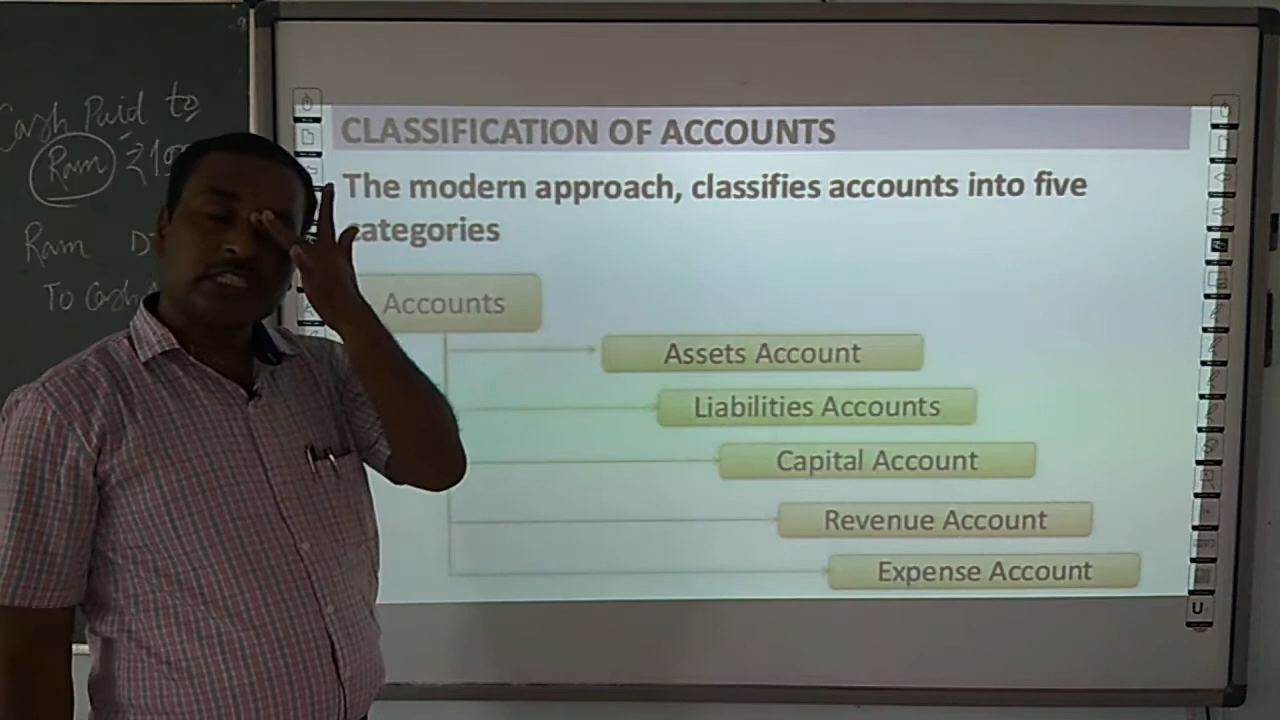 Cash Paid to
Ram ₹
Ram
To Cash
CLASSIFICATION OF ACCOUNTS
The modern approach, classifies accounts into five
categories
Accounts
Assets Account
Liabilities Accounts
Capital Account
Revenue Account
Expense Account
U